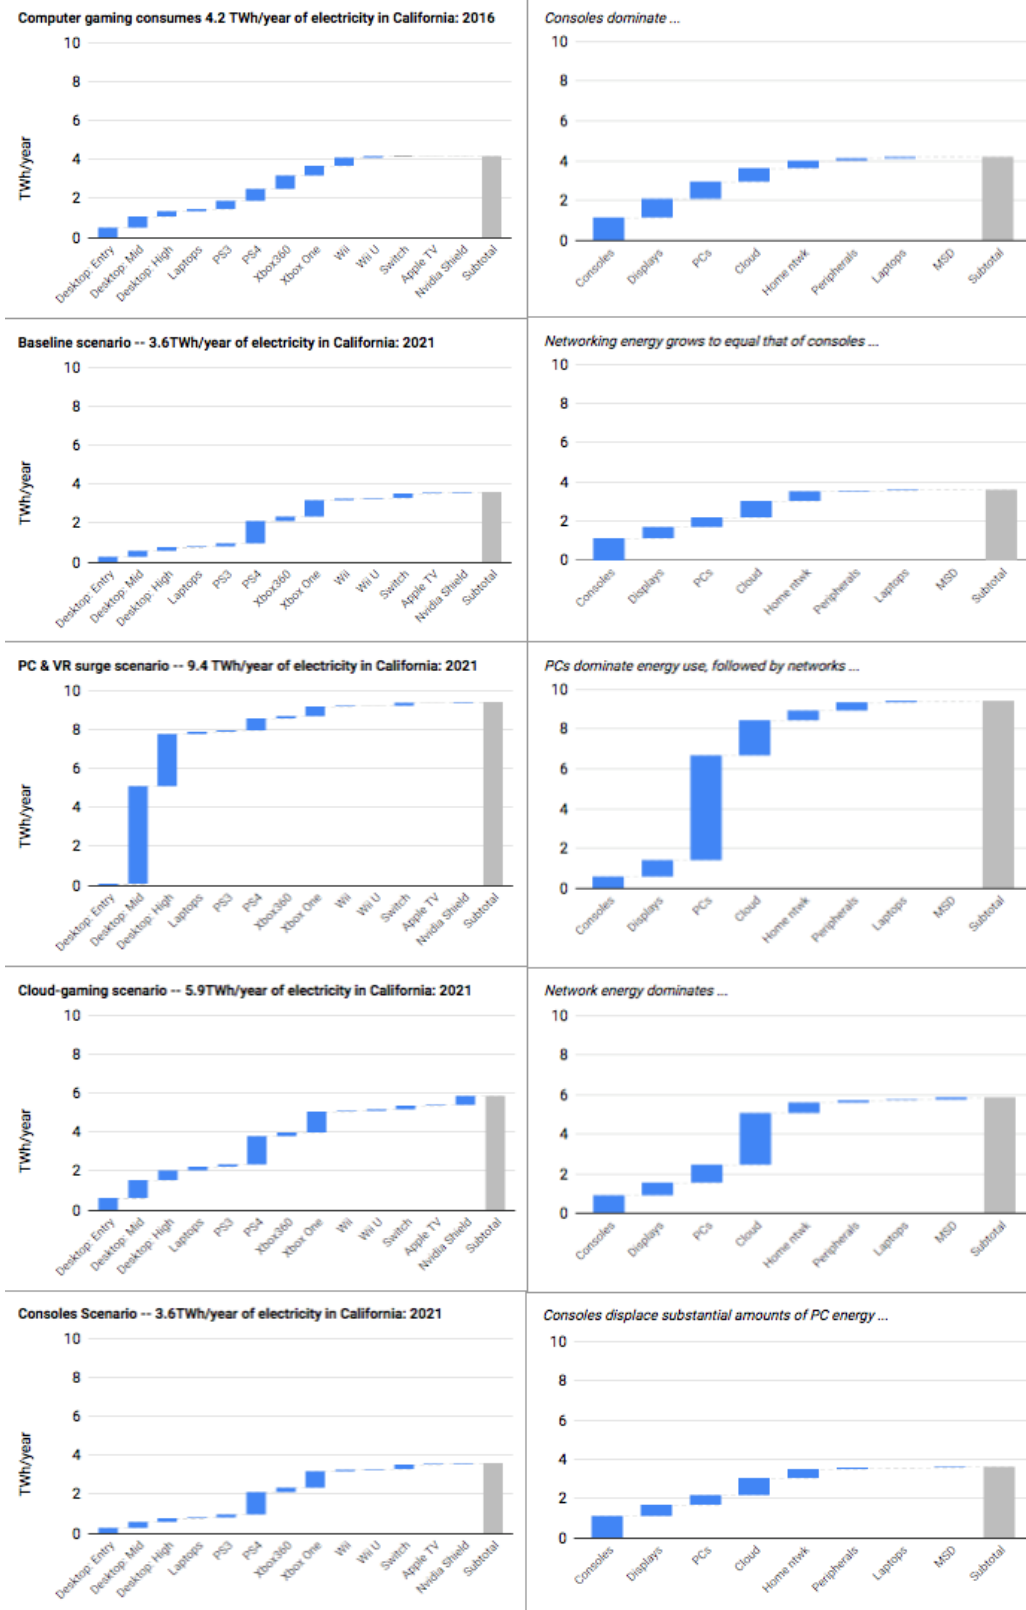 Computer gaming consumes 4.2 TWh/year of electricity in California: 2016
10
8
6
4
2
0
TWh/year
Desktop: Entry
Desktop: Mid
Desktop: High
Laptops
PS3
PS4
Xbox360
Xbox One
Wii
Wii U
Switch
Apple TV
Nvidia Shield
Subtotal
Consoles dominate ...
10
8
6
4
2
0
Consoles
Displays
PCs
Cloud
Home ntwk
Peripherals
Laptops
MSD
Subtotal
Baseline scenario -- 3.6TWh/year of electricity in California: 2021
10
8
6
4
2
0
TWh/year
Desktop: Entry
Desktop: Mid
Desktop: High
Laptops
PS3
PS4
Xbox360
Xbox One
Wii
Wii U
Switch
Apple TV
Nvidia Shield
Subtotal
Networking energy grows to equal that of consoles ...
10
8
6
4
2
0
Consoles
Displays
PCs
Cloud
Home ntwk
Peripherals
Laptops
MSD
Subtotal
PC & VR surge scenario -- 9.4 TWh/year of electricity in California: 2021
10
8
6
4
2
0
TWh/year
Desktop: Entry
Desktop: Mid
Desktop: High
Laptops
PS3
PS4
Xbox360
Xbox One
Wii
Wii U
Switch
Apple TV
Nvidia Shield
Subtotal
PCs dominate energy use, followed by networks ...
10
8
6
4
2
0
Consoles
Displays
PCs
Cloud
Home ntwk
Peripherals
Laptops
MSD
Subtotal
Cloud-gaming scenario -- 5.9TWh/year of electricity in California: 2021
10
8
6
4
2
0
TWh/year
Desktop: Entry
Desktop: Mid
Desktop: High
Laptops
PS3
PS4
Xbox360
Xbox One
Wii
Wii U
Switch
Apple TV
Nvidia Shield
Subtotal
Network energy dominates ...
10
8
6
4
2
0
Consoles
Displays
PCs
Cloud
Home ntwk
Peripherals
Laptops
MSD
Subtotal
Consoles Scenario -- 3.6TWh/year of electricity in California: 2021
10
8
6
4
2
0
TWh/year
Desktop: Entry
Desktop: Mid
Desktop: High
Laptops
PS3
PS4
Xbox360
Xbox One
Wii
Wii U
Switch
Apple TV
Nvidia Shield
Subtotal
Consoles displace substantial amounts of PC energy ...
10
8
6
4
2
0
Consoles
Displays
PCs
Cloud
Home ntwk
Peripherals
Laptops
MSD
Subtotal